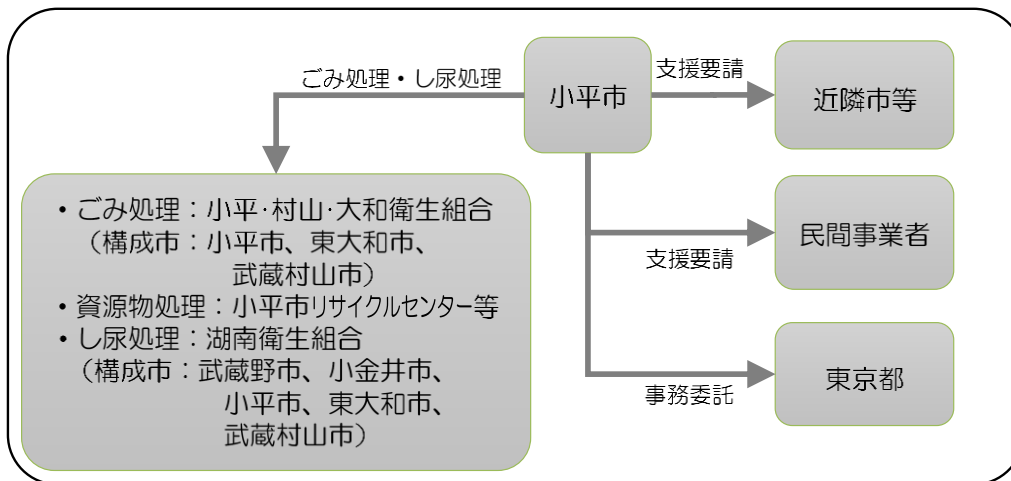 ごみ処理・し尿処理
小平市
支援要請
近隣市等
・ごみ処理：小平･村山･大和衛生組合
（構成市：小平市、東大和市、
武蔵村山市）
・資源物処理：小平市リサイクルセンター等
・し尿処理：湖南衛生組合
（構成市：武蔵野市、小金井市、
小平市、東大和市、
武蔵村山市）
支援要請
民間事業者
事務委託
東京都